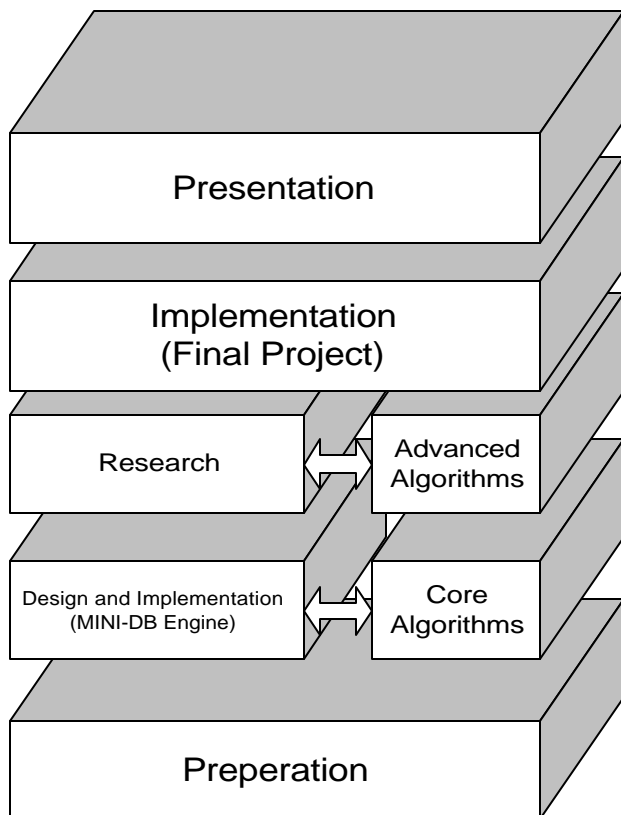 Presentation
Implementation
(Final Project)
Research
Advanced
Algorithms
Design and Implementation
(MINI-DB Engine)
Core
Algorithms
Preperation